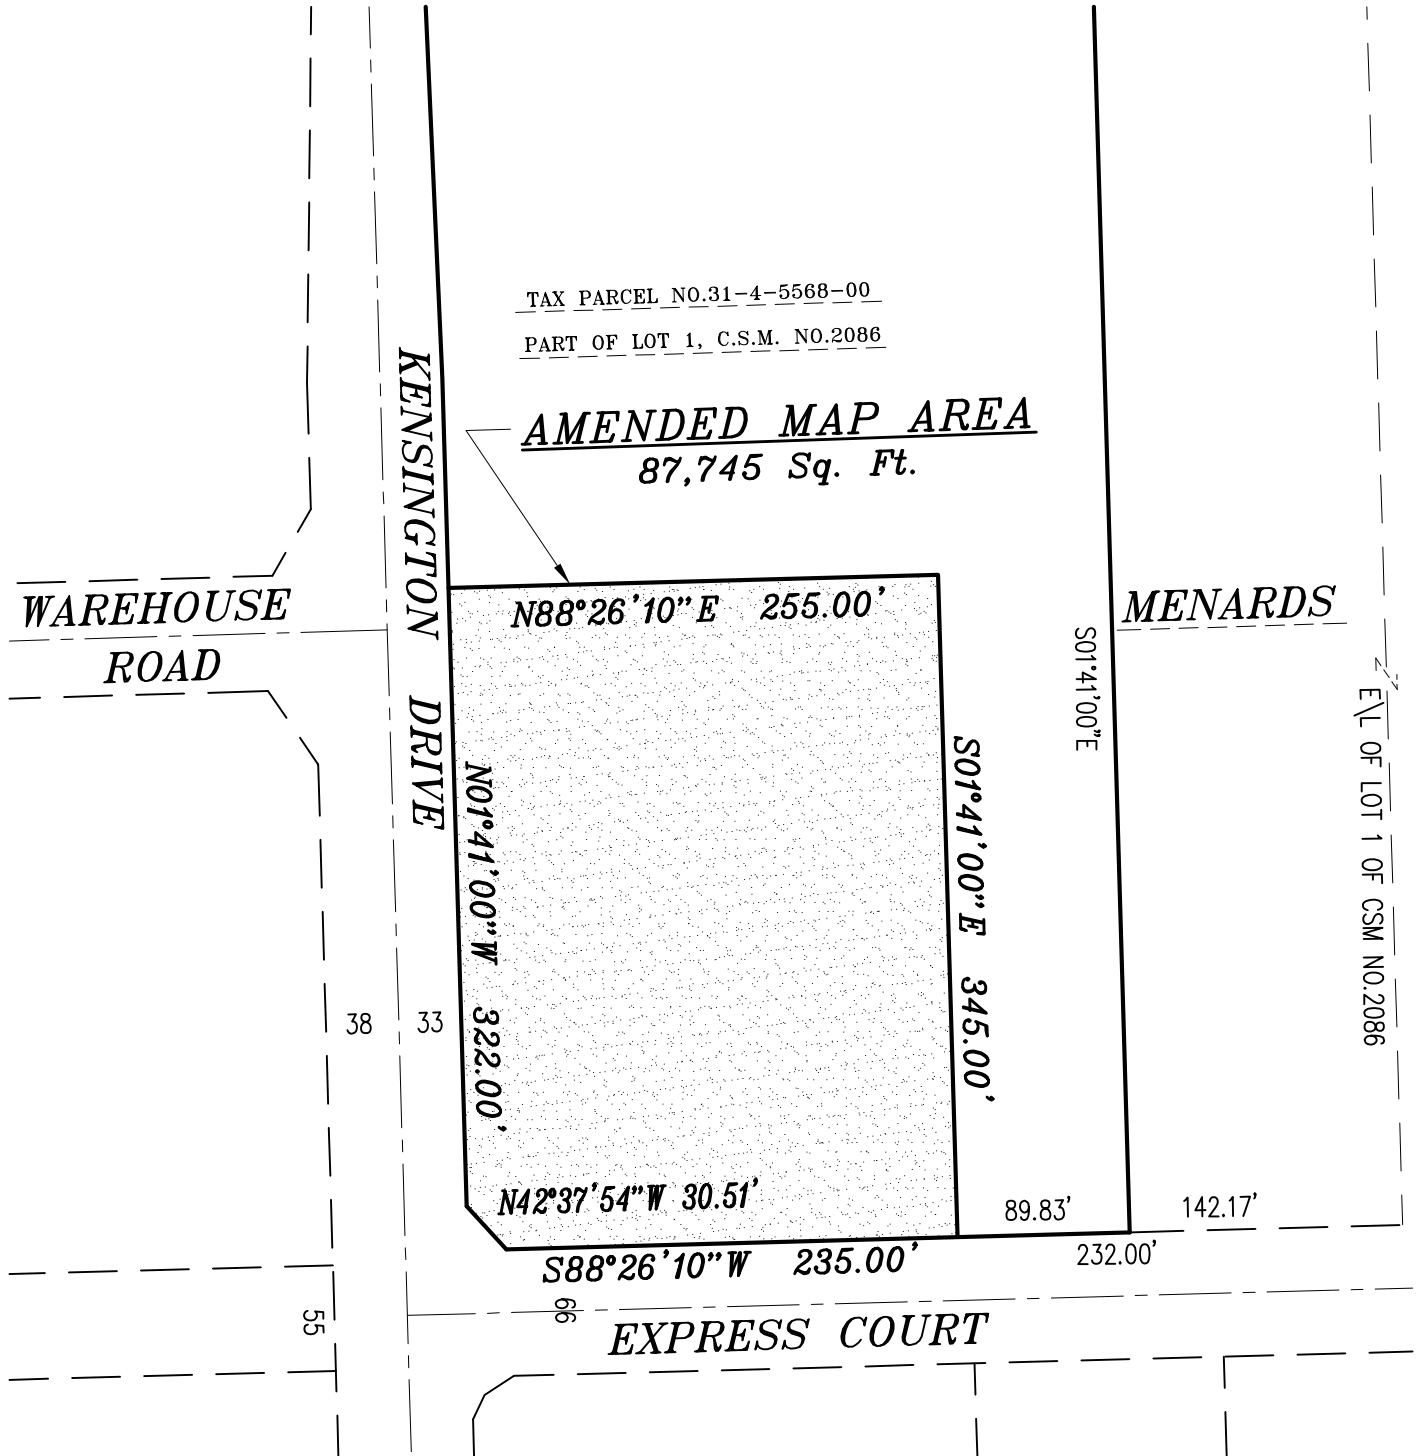 TAX PARCEL NO.31-4-5568-00
PART OF LOT 1, C.S.M. NO.2086
AMENDED MAP AREA
87,745 Sq. Ft.
KENSINGTON DRIVE
WAREHOUSE
ROAD
N88°26'10"E 255.00'
MENARDS
S01°41'00"E
E\L OF LOT 1 OF CSM NO.2086
N01°41'00"W 322.00'
S01°41'00"E 345.00'
38
33
N42°37'54"W 30.51'
89.83'
142.17'
S88°26'10"W 235.00'
232.00'
55
66
EXPRESS COURT